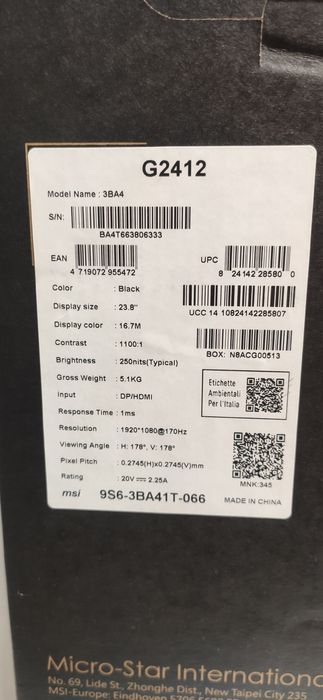 G2412
Model Name : 3BA4
S/N:
BA4T663806333
EAN
4 719072 955472
UPC
8 24142 28580 0
Color : Black
UCC 14 10824142285807
Display size : 23.8"
Display color : 16.7M
Contrast : 1100:1
BOX: N8ACG00513
Brightness : 250nits(Typical)
Gross Weight : 5.1KG
Input : DP/HDMI
Etichette
Ambientali
Per l'Italia
Response Time : 1ms
Resolution : 1920*1080@170Hz
Viewing Angle : H: 178°, V: 178°
Pixel Pitch : 0.2745(H)x0.2745(V)mm
Rating : 20V ⎓ 2.25A
MNK:345
msi 9S6-3BA41T-066 MADE IN CHINA
Micro-Star Internationa
No. 69, Lide St., Zhonghe Dist., New Taipei City 235
MSI-Europe: Eindhoven